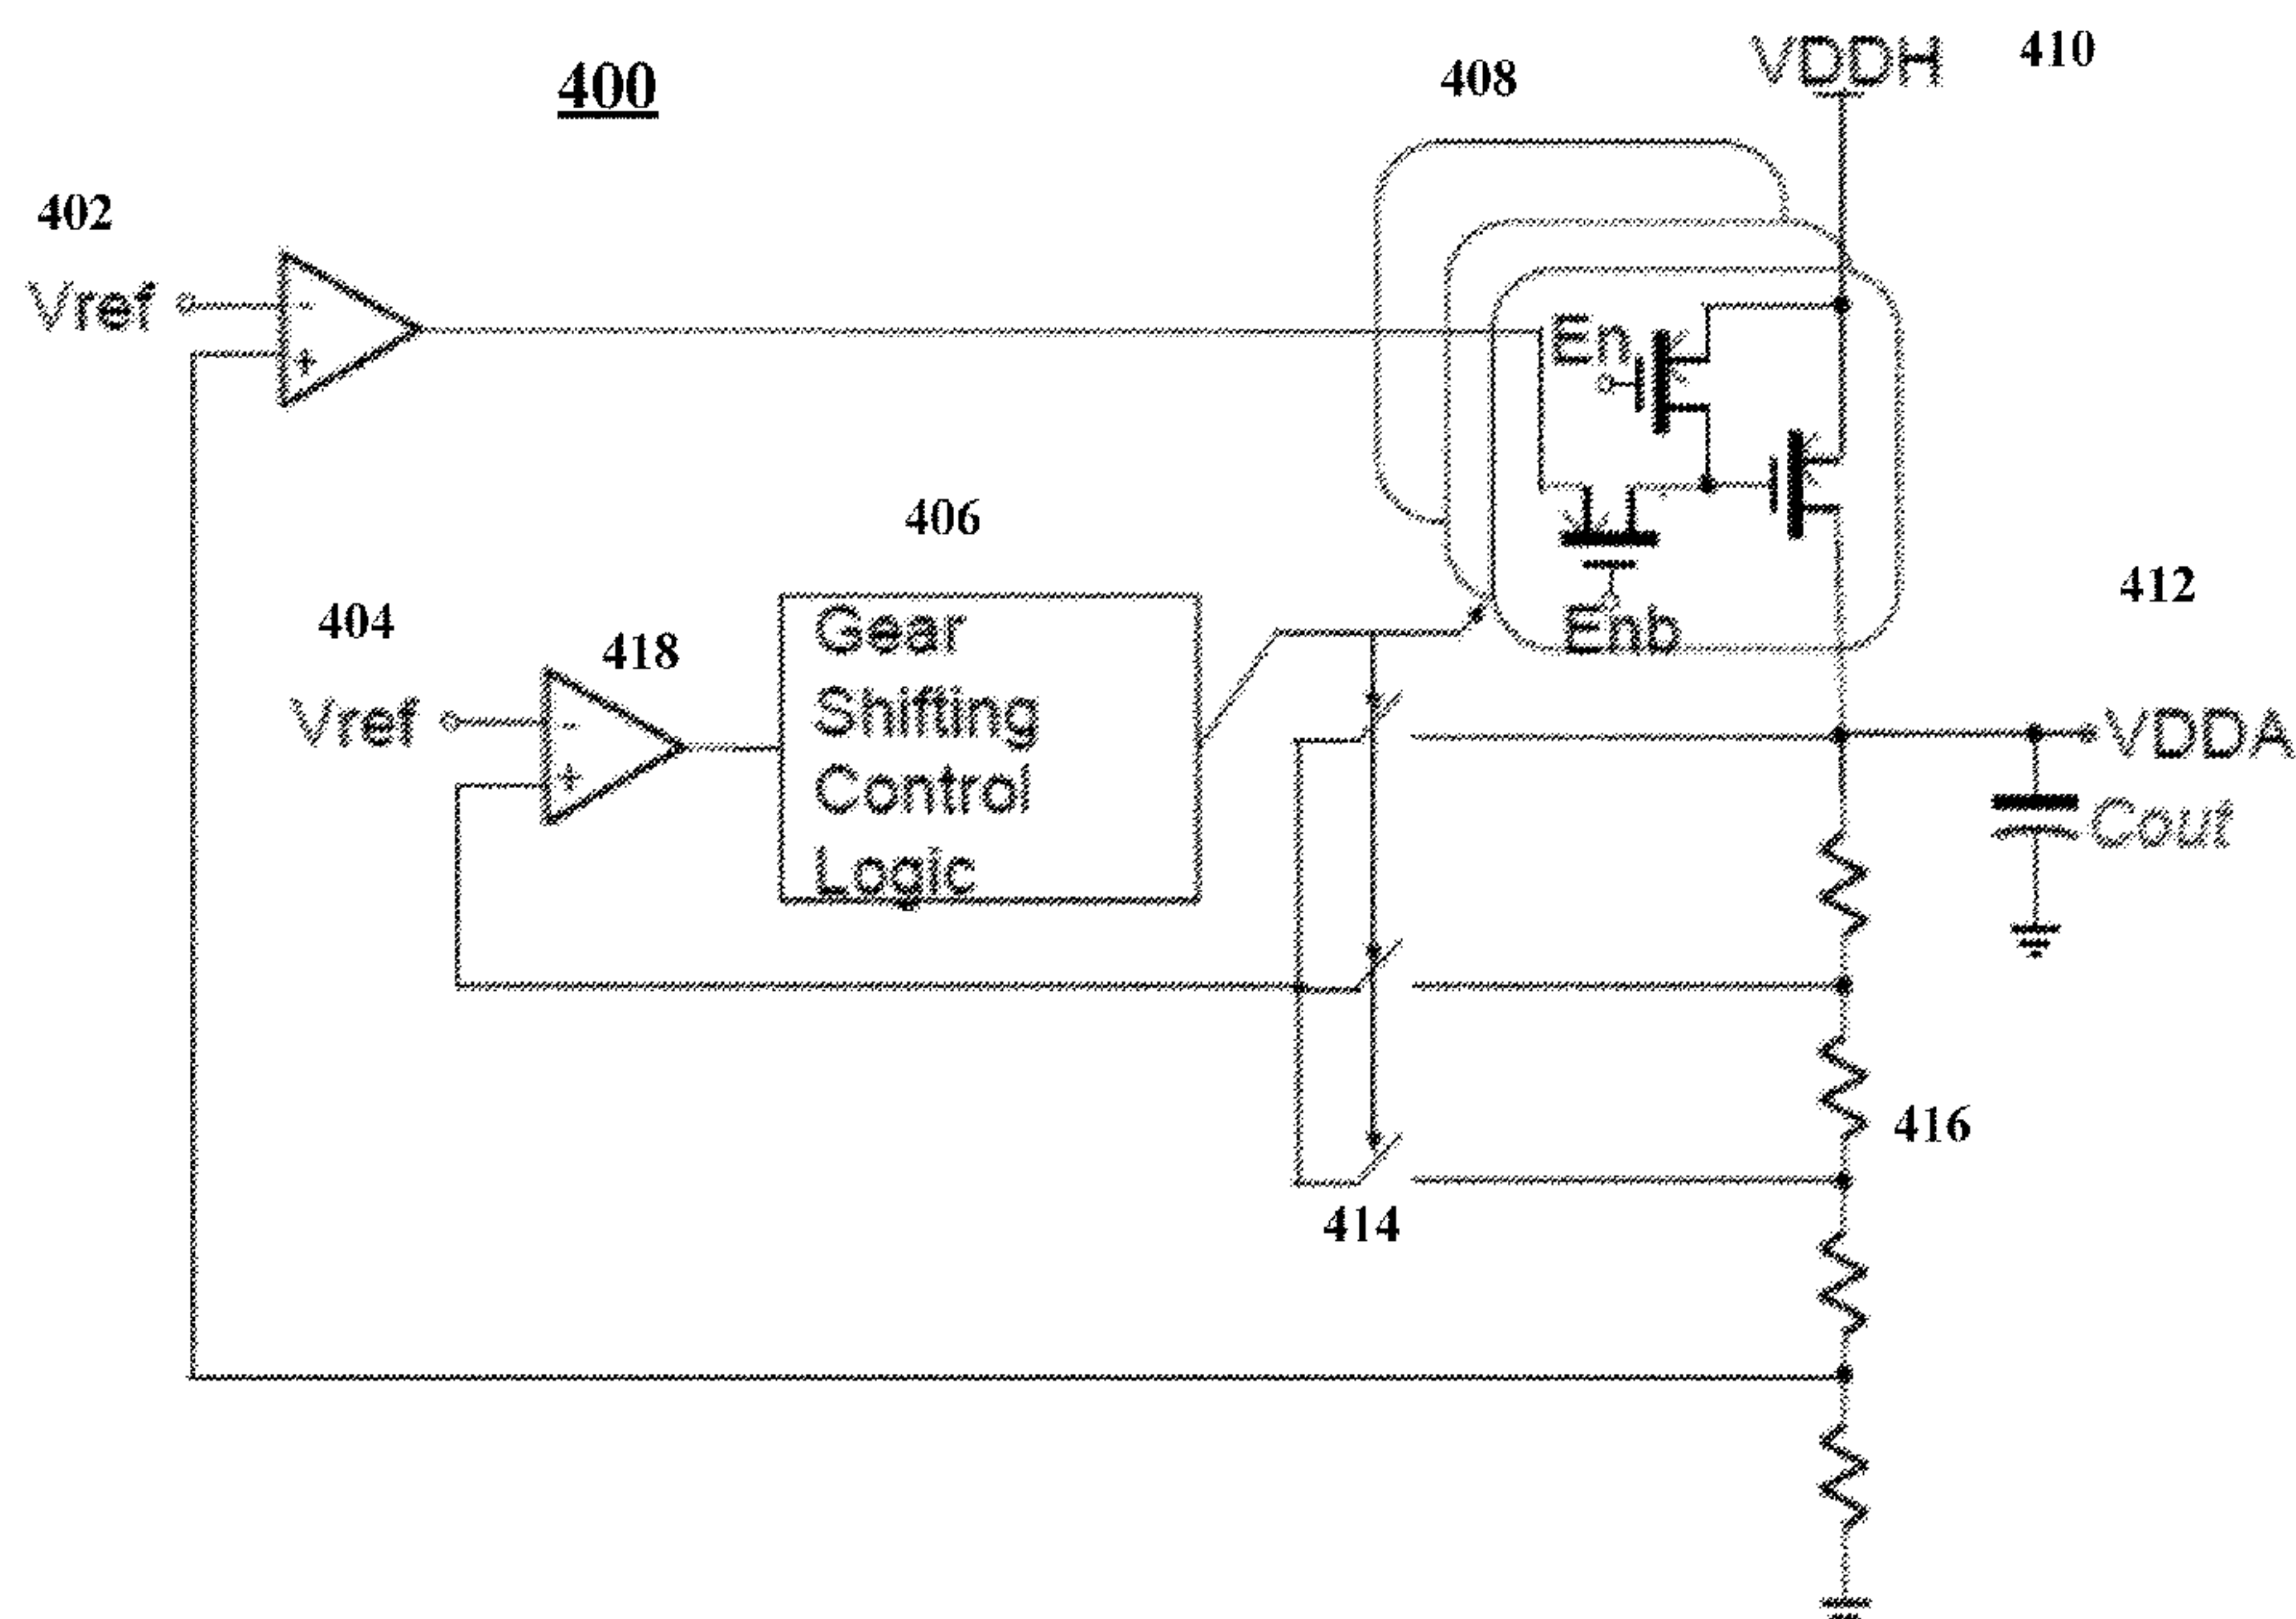 400
408
VDDH 410
402
Vref
-
+
En
Enb
406
404
418
Vref
-
+
Gear
Shifting
Control
Logic
412
VDDA
Cout
416
414